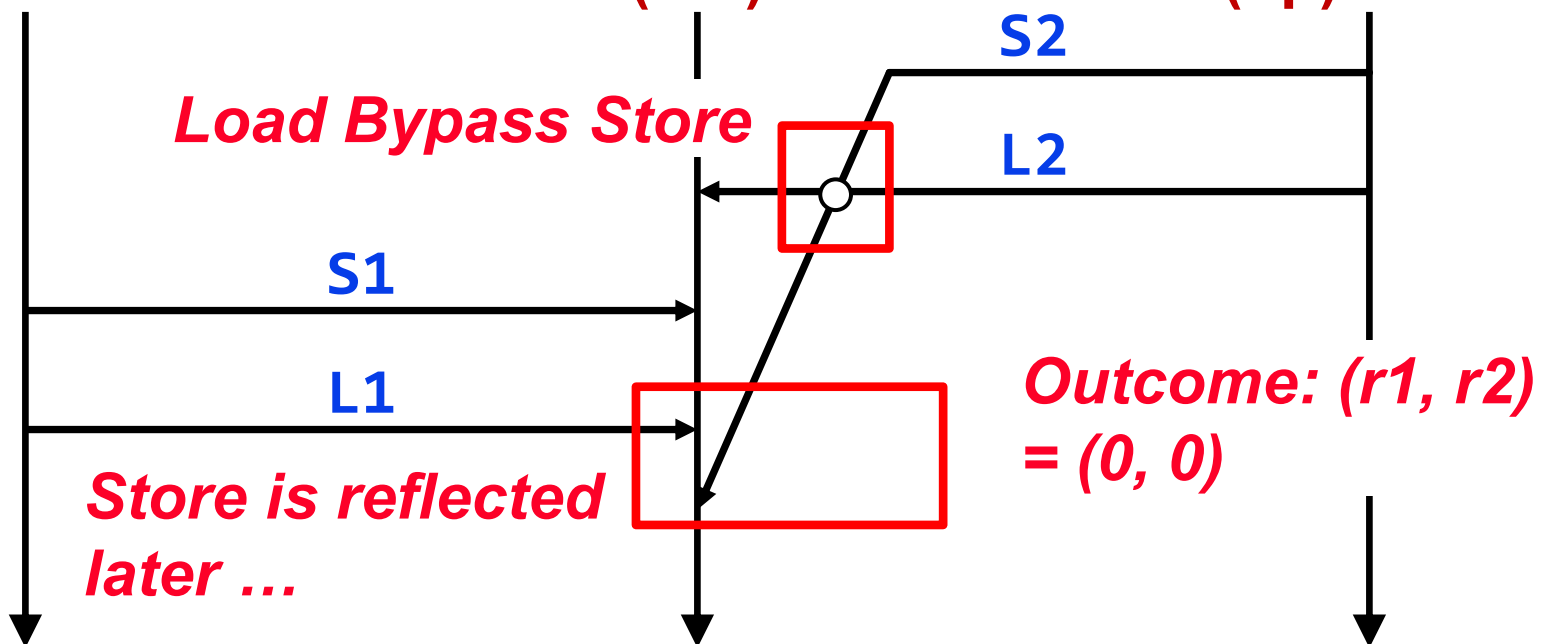 S2
Load Bypass Store
L2
S1
L1
Outcome: (r1, r2)
= (0, 0)
Store is reflected
later …